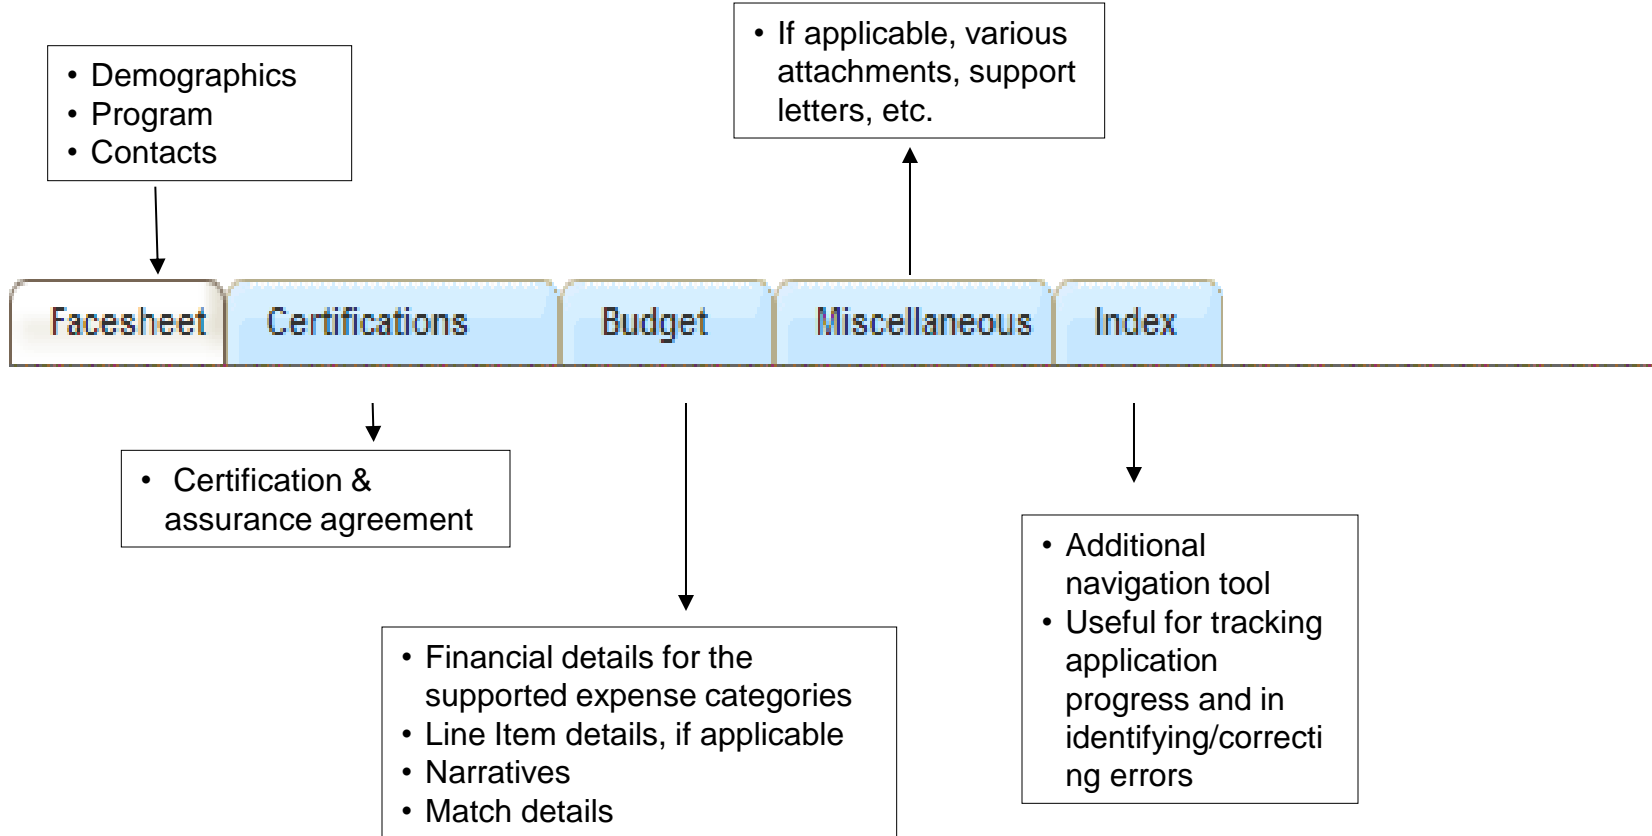 • If applicable, various
attachments, support
letters, etc.
• Demographics
• Program
• Contacts
Facesheet Certifications Budget Miscellaneous Index
• Certification &
assurance agreement
• Additional
navigation tool
• Useful for tracking
application
progress and in
identifying/correcti
ng errors
• Financial details for the
supported expense categories
• Line Item details, if applicable
• Narratives
• Match details